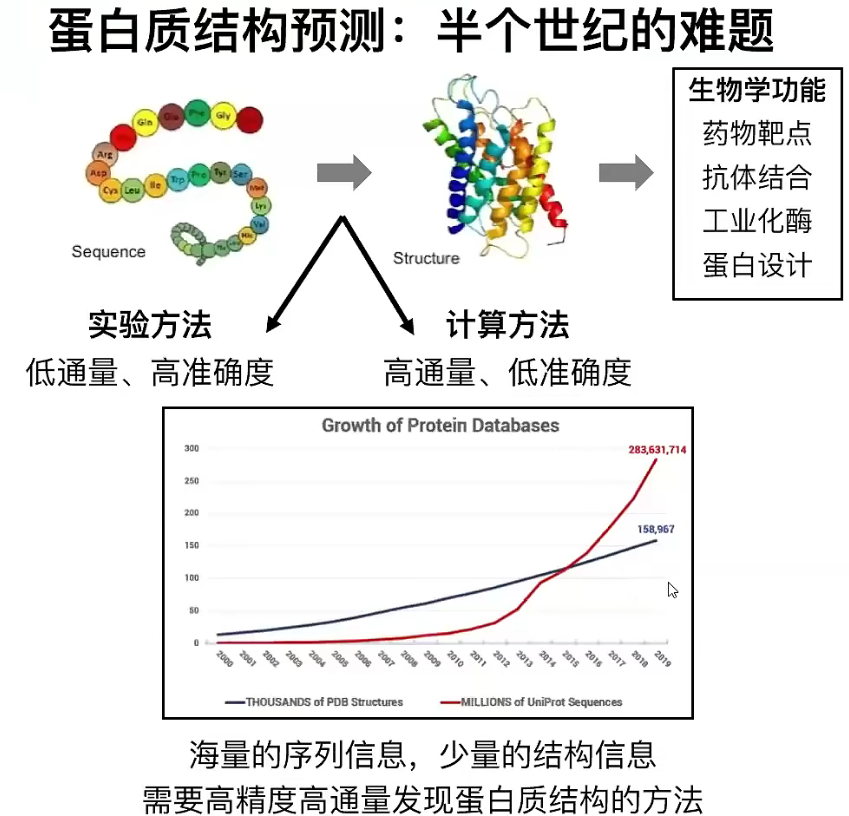 蛋白质结构预测：半个世纪的难题
Gln
Phe
Gly
Arg
Asp
Cys
Leu
Ile
Trp
Pro
Tyr
Ser
Met
Lys
Val
His
Sequence
Structure
生物学功能
药物靶点
抗体结合
工业化酶
蛋白设计
实验方法
低通量、高准确度
计算方法
高通量、低准确度
Growth of Protein Databases
300
250
200
150
100
50
0
283,631,714
158,967
2000
2001
2002
2003
2004
2005
2006
2007
2008
2009
2010
2011
2012
2013
2014
2015
2016
2017
2018
2019
THOUSANDS of PDB Structures
MILLIONS of UniProt Sequences
海量的序列信息，少量的结构信息
需要高精度高通量发现蛋白质结构的方法